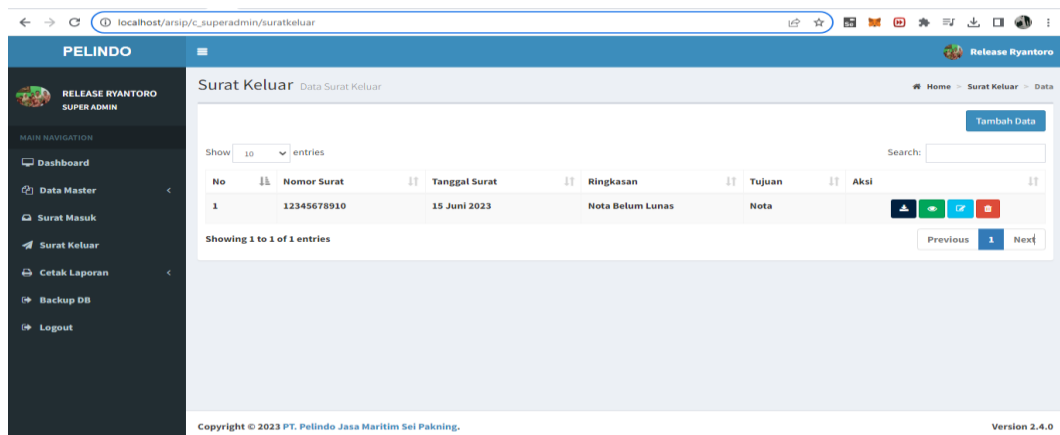 localhost/arsip/c_superadmin/suratkeluar
PELINDO
Release Ryantoro
RELEASE RYANTORO
SUPER ADMIN
MAIN NAVIGATION
Dashboard
Data Master
Surat Masuk
Surat Keluar
Cetak Laporan
Backup DB
Logout
Surat Keluar Data Surat Keluar
Home > Surat Keluar > Data
Tambah Data
Show 10 entries
Search:
No Nomor Surat Tanggal Surat Ringkasan Tujuan Aksi
1 12345678910 15 Juni 2023 Nota Belum Lunas Nota
Showing 1 to 1 of 1 entries
Previous 1 Next
Copyright © 2023 PT. Pelindo Jasa Maritim Sei Pakning.
Version 2.4.0